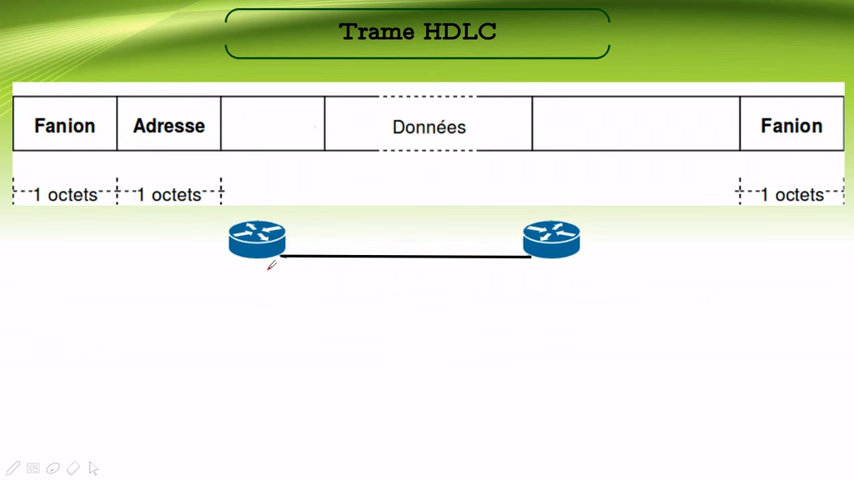 Trame HDLC
Fanion Adresse Données Fanion
1 octets 1 octets 1 octets